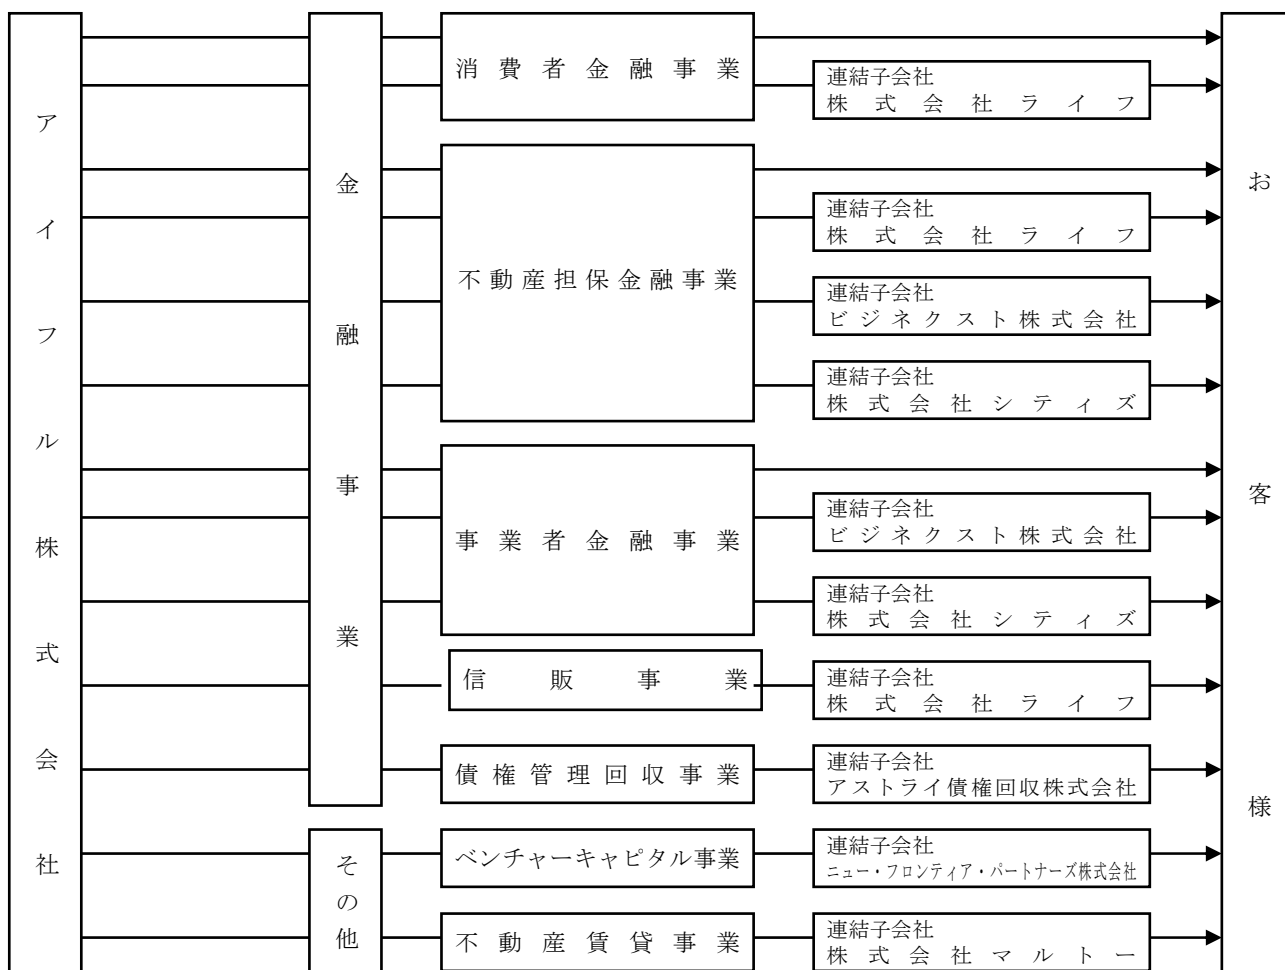 アイフル株式会社
金融事業
消費者金融事業
連結子会社
株式会社ライフ
不動産担保金融事業
連結子会社
株式会社ライフ
連結子会社
ビジネクスト株式会社
連結子会社
株式会社シティズ
事業者金融事業
連結子会社
ビジネクスト株式会社
連結子会社
株式会社シティズ
信販事業
連結子会社
株式会社ライフ
債権管理回収事業
連結子会社
アストライ債権回収株式会社
その他
ベンチャーキャピタル事業
連結子会社
ニュー・フロンティア・パートナーズ株式会社
不動産賃貸事業
連結子会社
株式会社マルトー
お客様